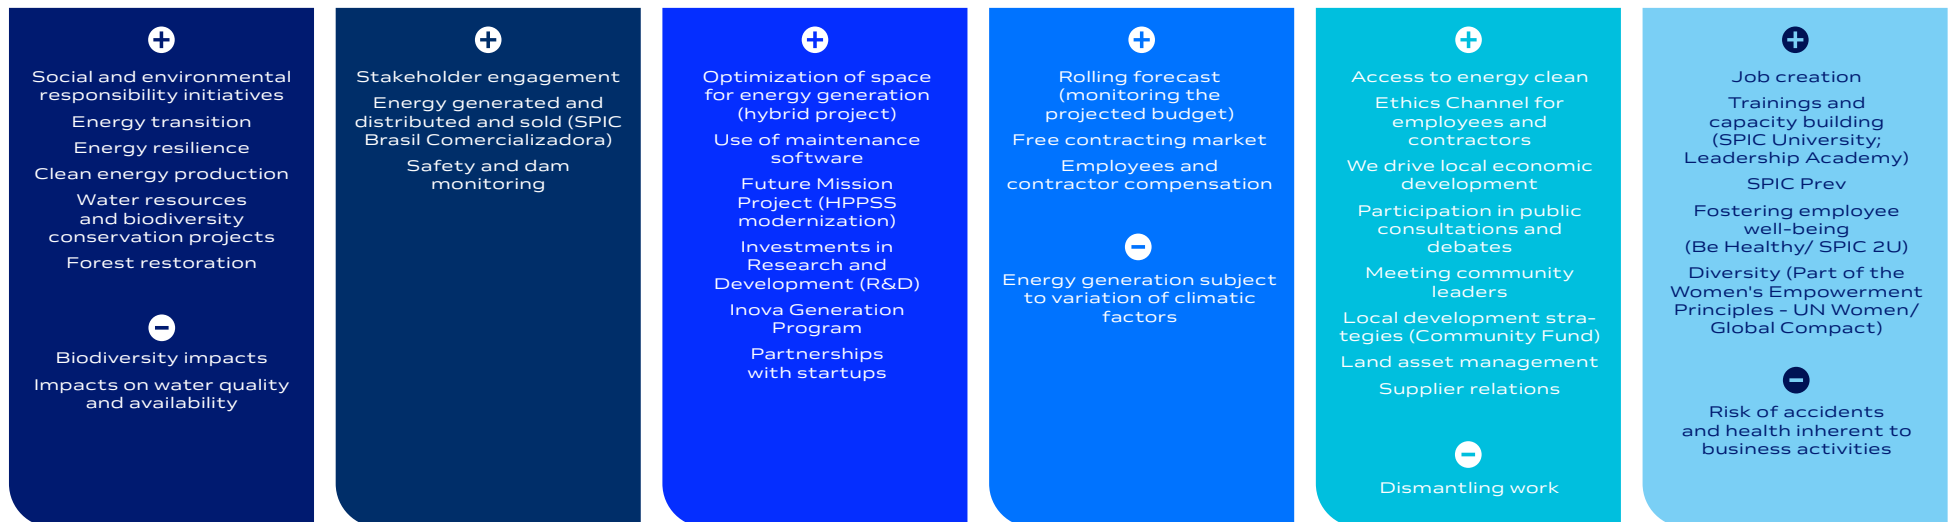 Social and environmental
responsibility initiatives
Energy transition
Energy resilience
Clean energy production
Water resources
and biodiversity
conservation projects
Forest restoration
Biodiversity impacts
Impacts on water quality
and availability
Stakeholder engagement
Energy generated and
distributed and sold (SPIC
Brasil Comercializadora)
Safety and dam
monitoring
Optimization of space
for energy generation
(hybrid project)
Use of maintenance
software
Future Mission
Project (HPPSS
modernization)
Investments in
Research and
Development (R&D)
Inova Generation
Program
Partnerships
with startups
Rolling forecast
(monitoring the
projected budget)
Free contracting market
Employees and
contractor compensation
Energy generation subject
to variation of climatic
factors
Access to energy clean
Ethics Channel for
employees and
contractors
We drive local economic
development
Participation in public
consultations and
debates
Meeting community
leaders
Local development stra-
tegies (Community Fund)
Land asset management
Supplier relations
Dismantling work
Job creation
Trainings and
capacity building
(SPIC University;
Leadership Academy)
SPIC Prev
Fostering employee
well-being
(Be Healthy/ SPIC 2U)
Diversity (Part of the
Women's Empowerment
Principles - UN Women/
Global Compact)
Risk of accidents
and health inherent to
business activities